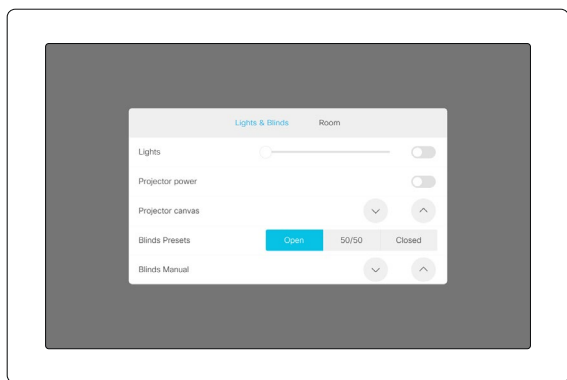 Lights & Blinds Room
Lights
Projector power
Projector canvas
Blinds Presets Open 50/50 Closed
Blinds Manual